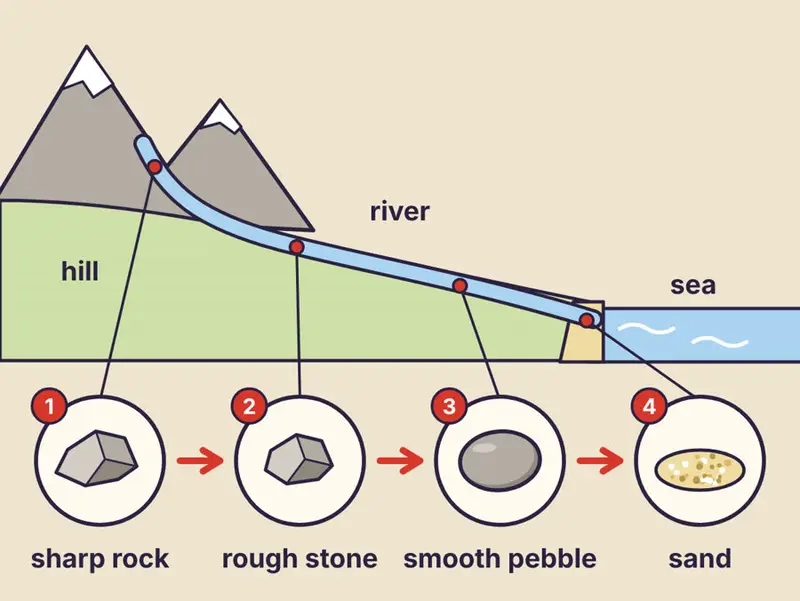 river
hill
sea
1
2
3
4
sharp rock
rough stone
smooth pebble
sand